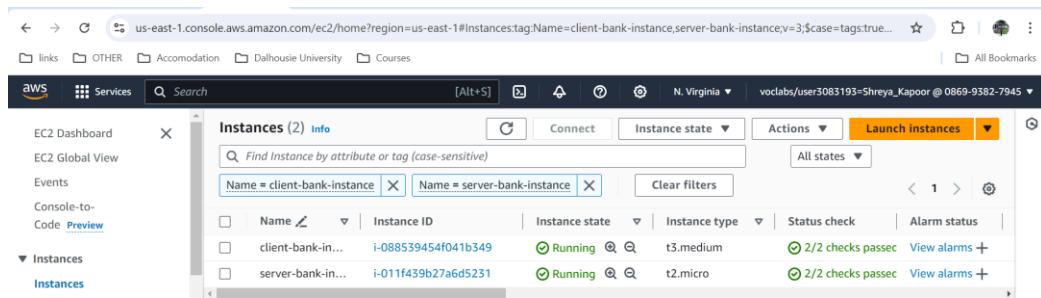 us-east-1.console.aws.amazon.com/ec2/home?region=us-east-1#Instances:tag:Name=client-bank-instance,server-bank-instance;v=3;$case=tags:true...
links OTHER Accomodation Dalhousie University Courses All Bookmarks
aws Services Search [Alt+S] N. Virginia voclabs/user3083193=Shreya_Kapoor @ 0869-9382-7945
EC2 Dashboard
EC2 Global View
Events
Console-to-
Code Preview
Instances
Instances
Instances (2) Info Connect Instance state Actions Launch instances
Find Instance by attribute or tag (case-sensitive) All states
Name = client-bank-instance Name = server-bank-instance Clear filters 1
Name Instance ID Instance state Instance type Status check Alarm status
client-bank-in... i-088539454f041b349 Running t3.medium 2/2 checks passec View alarms +
server-bank-in... i-011f439b27a6d5231 Running t2.micro 2/2 checks passec View alarms +